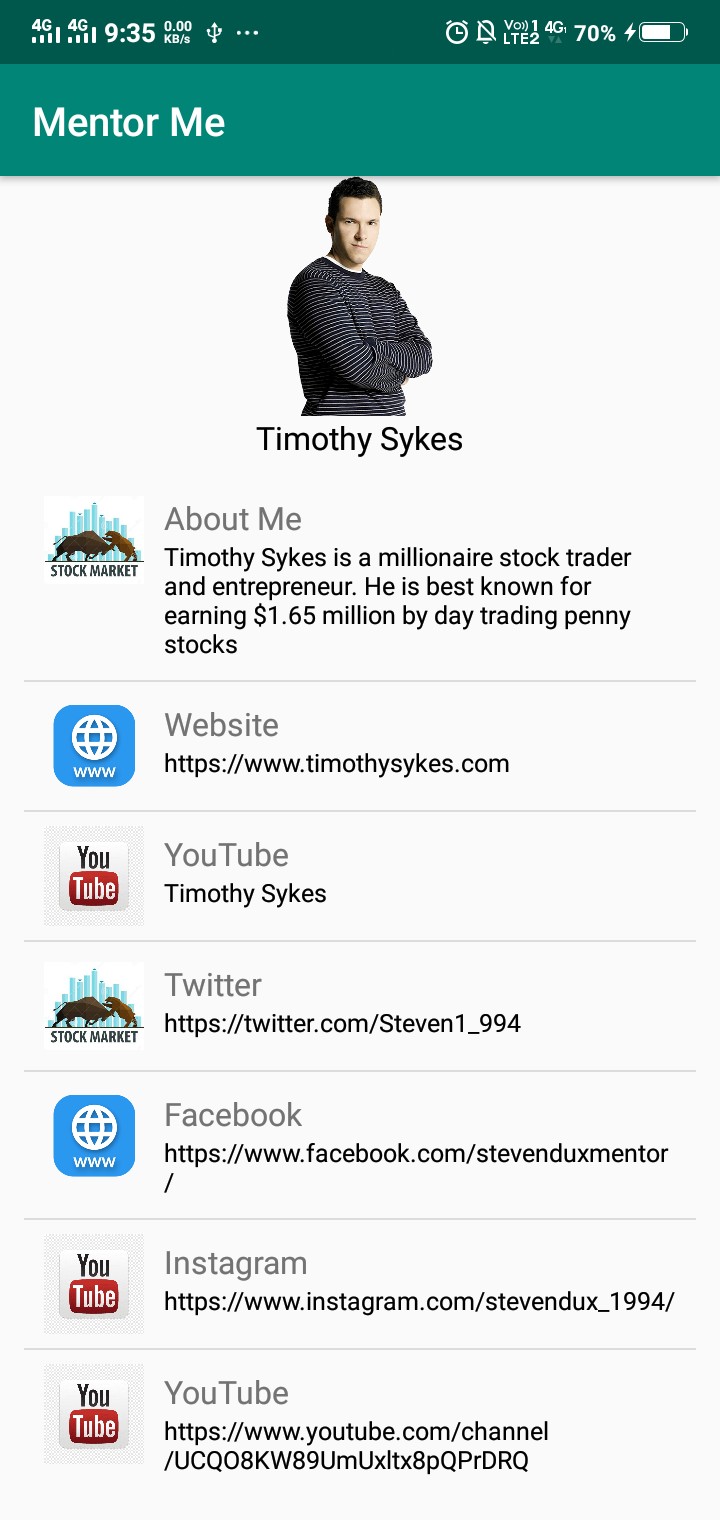 4G 4G 9:35 0.00 KB/s ... Vo)) 1 LTE2 4G 70%
Mentor Me
Timothy Sykes
STOCK MARKET
About Me
Timothy Sykes is a millionaire stock trader
and entrepreneur. He is best known for
earning $1.65 million by day trading penny
stocks
www
Website
https://www.timothysykes.com
You
Tube
YouTube
Timothy Sykes
STOCK MARKET
Twitter
https://twitter.com/Steven1_994
www
Facebook
https://www.facebook.com/stevenduxmentor
/
You
Tube
Instagram
https://www.instagram.com/stevendux_1994/
You
Tube
YouTube
https://www.youtube.com/channel
/UCQO8KW89UmUxltx8pQPrDRQ